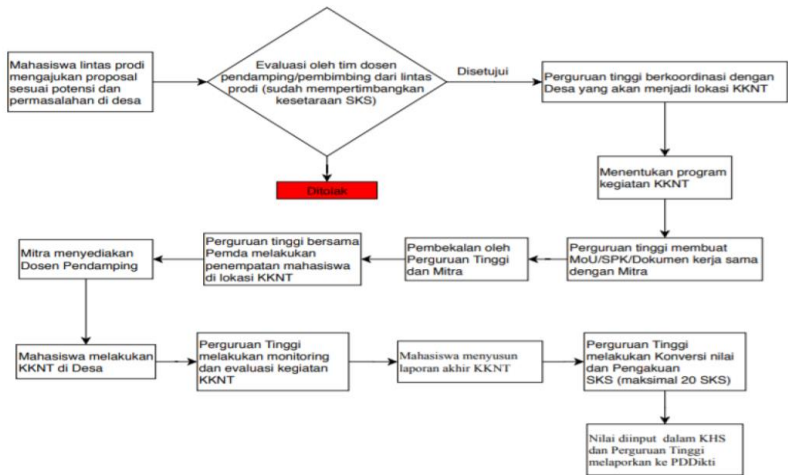 Mahasiswa lintas prodi
mengajukan proposal
sesuai potensi dan
permasalahan di desa
Evaluasi oleh tim dosen
pendamping/pembimbing dari lintas
prodi (sudah mempertimbangkan
kesetaraan SKS)
Disetujui
Perguruan tinggi berkoordinasi dengan
Desa yang akan menjadi lokasi KKNT
Ditolak
Menentukan program
kegiatan KKNT
Perguruan tinggi membuat
MoU/SPK/Dokumen kerja sama
dengan Mitra
Pembekalan oleh
Perguruan Tinggi
dan Mitra
Perguruan tinggi bersama
Pemda melakukan
penempatan mahasiswa
di lokasi KKNT
Mitra menyediakan
Dosen Pendamping
Mahasiswa melakukan
KKNT di Desa
Perguruan Tinggi
melakukan monitoring
dan evaluasi kegiatan
KKNT
Mahasiswa menyusun
laporan akhir KKNT
Perguruan Tinggi
melakukan Konversi nilai
dan Pengakuan
SKS (maksimal 20 SKS)
Nilai diinput dalam KHS
dan Perguruan Tinggi
melaporkan ke PDDikti